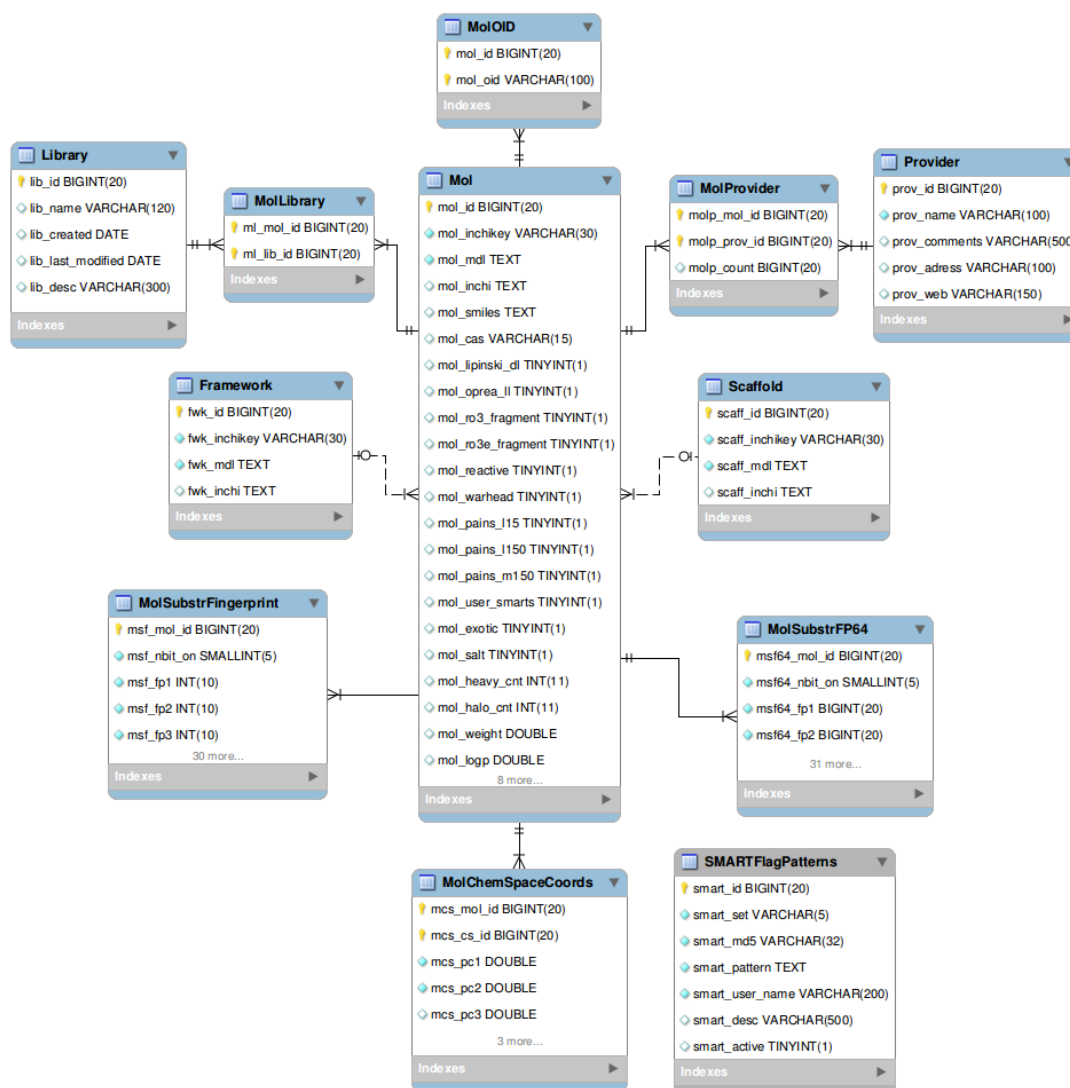 MolOID
mol_id BIGINT(20)
mol_oid VARCHAR(100)
Indexes
Library
lib_id BIGINT(20)
lib_name VARCHAR(120)
lib_created DATE
lib_last_modified DATE
lib_desc VARCHAR(300)
Indexes
MolLibrary
ml_mol_id BIGINT(20)
ml_lib_id BIGINT(20)
Indexes
Mol
mol_id BIGINT(20)
mol_inchikey VARCHAR(30)
mol_mdl TEXT
mol_inchi TEXT
mol_smiles TEXT
mol_cas VARCHAR(15)
mol_lipinski_dl TINYINT(1)
mol_oprea_ll TINYINT(1)
mol_ro3_fragment TINYINT(1)
mol_ro3e_fragment TINYINT(1)
mol_reactive TINYINT(1)
mol_warhead TINYINT(1)
mol_pains_l15 TINYINT(1)
mol_pains_l150 TINYINT(1)
mol_pains_m150 TINYINT(1)
mol_user_smarts TINYINT(1)
mol_exotic TINYINT(1)
mol_salt TINYINT(1)
mol_heavy_cnt INT(11)
mol_halo_cnt INT(11)
mol_weight DOUBLE
mol_logp DOUBLE
8 more...
Indexes
MolProvider
molp_mol_id BIGINT(20)
molp_prov_id BIGINT(20)
molp_count BIGINT(20)
Indexes
Provider
prov_id BIGINT(20)
prov_name VARCHAR(100)
prov_comments VARCHAR(500
prov_adress VARCHAR(100)
prov_web VARCHAR(150)
Indexes
Framework
fwk_id BIGINT(20)
fwk_inchikey VARCHAR(30)
fwk_mdl TEXT
fwk_inchi TEXT
Indexes
Scaffold
scaff_id BIGINT(20)
scaff_inchikey VARCHAR(30)
scaff_mdl TEXT
scaff_inchi TEXT
Indexes
MolSubstrFingerprint
msf_mol_id BIGINT(20)
msf_nbit_on SMALLINT(5)
msf_fp1 INT(10)
msf_fp2 INT(10)
msf_fp3 INT(10)
30 more...
Indexes
MolSubstrFP64
msf64_mol_id BIGINT(20)
msf64_nbit_on SMALLINT(5)
msf64_fp1 BIGINT(20)
msf64_fp2 BIGINT(20)
31 more...
Indexes
MolChemSpaceCoords
mcs_mol_id BIGINT(20)
mcs_cs_id BIGINT(20)
mcs_pc1 DOUBLE
mcs_pc2 DOUBLE
mcs_pc3 DOUBLE
3 more...
Indexes
SMARTFlagPatterns
smart_id BIGINT(20)
smart_set VARCHAR(5)
smart_md5 VARCHAR(32)
smart_pattern TEXT
smart_user_name VARCHAR(200)
smart_desc VARCHAR(500)
smart_active TINYINT(1)
Indexes